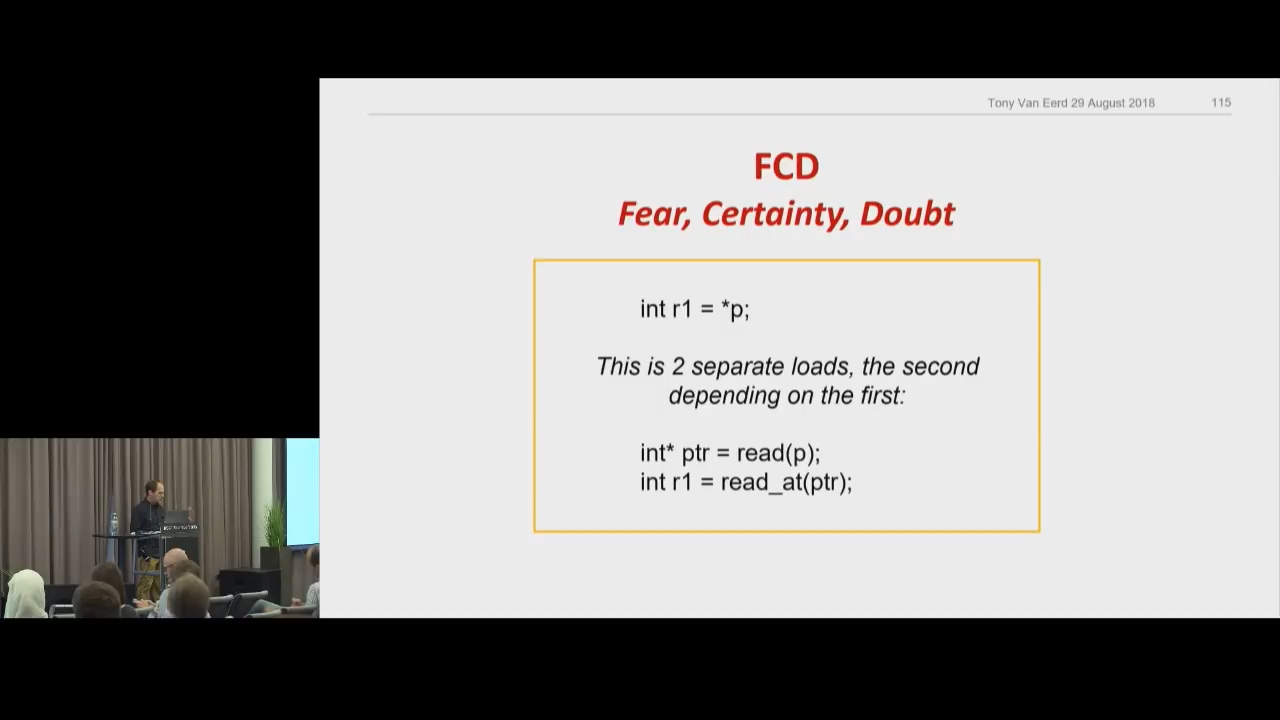 Tony Van Eerd 29 August 2018 115
FCD
Fear, Certainty, Doubt
int r1 = *p;
This is 2 separate loads, the second
depending on the first:
int* ptr = read(p);
int r1 = read_at(ptr);